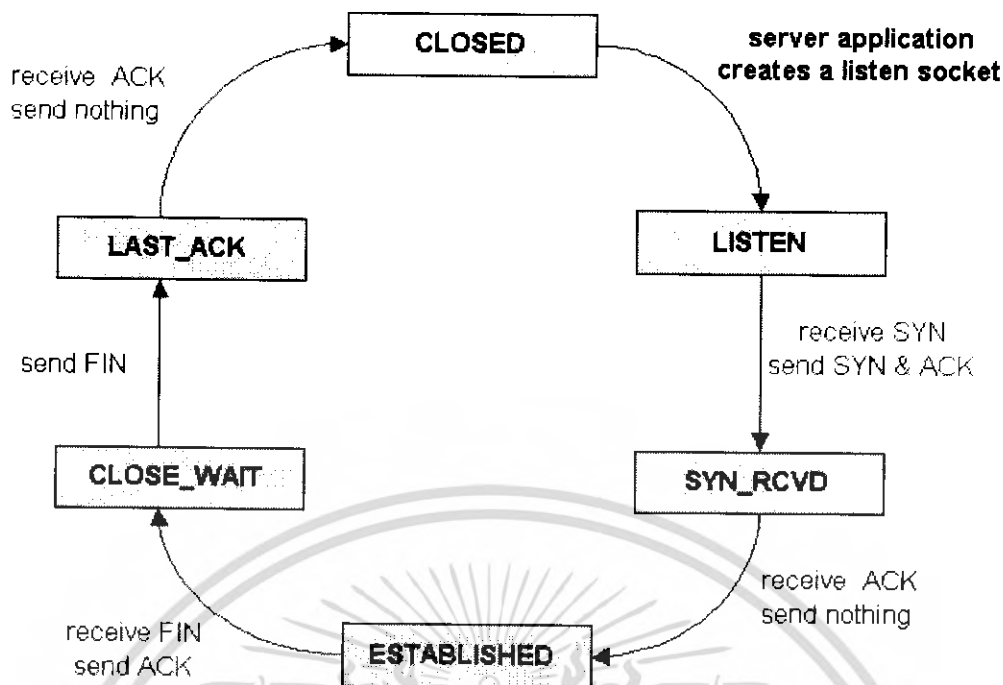 CLOSED
server application
creates a listen socket
receive ACK
send nothing
LAST_ACK
LISTEN
receive SYN
send SYN & ACK
send FIN
CLOSE_WAIT
SYN_RCVD
receive ACK
send nothing
receive FIN
send ACK
ESTABLISHED